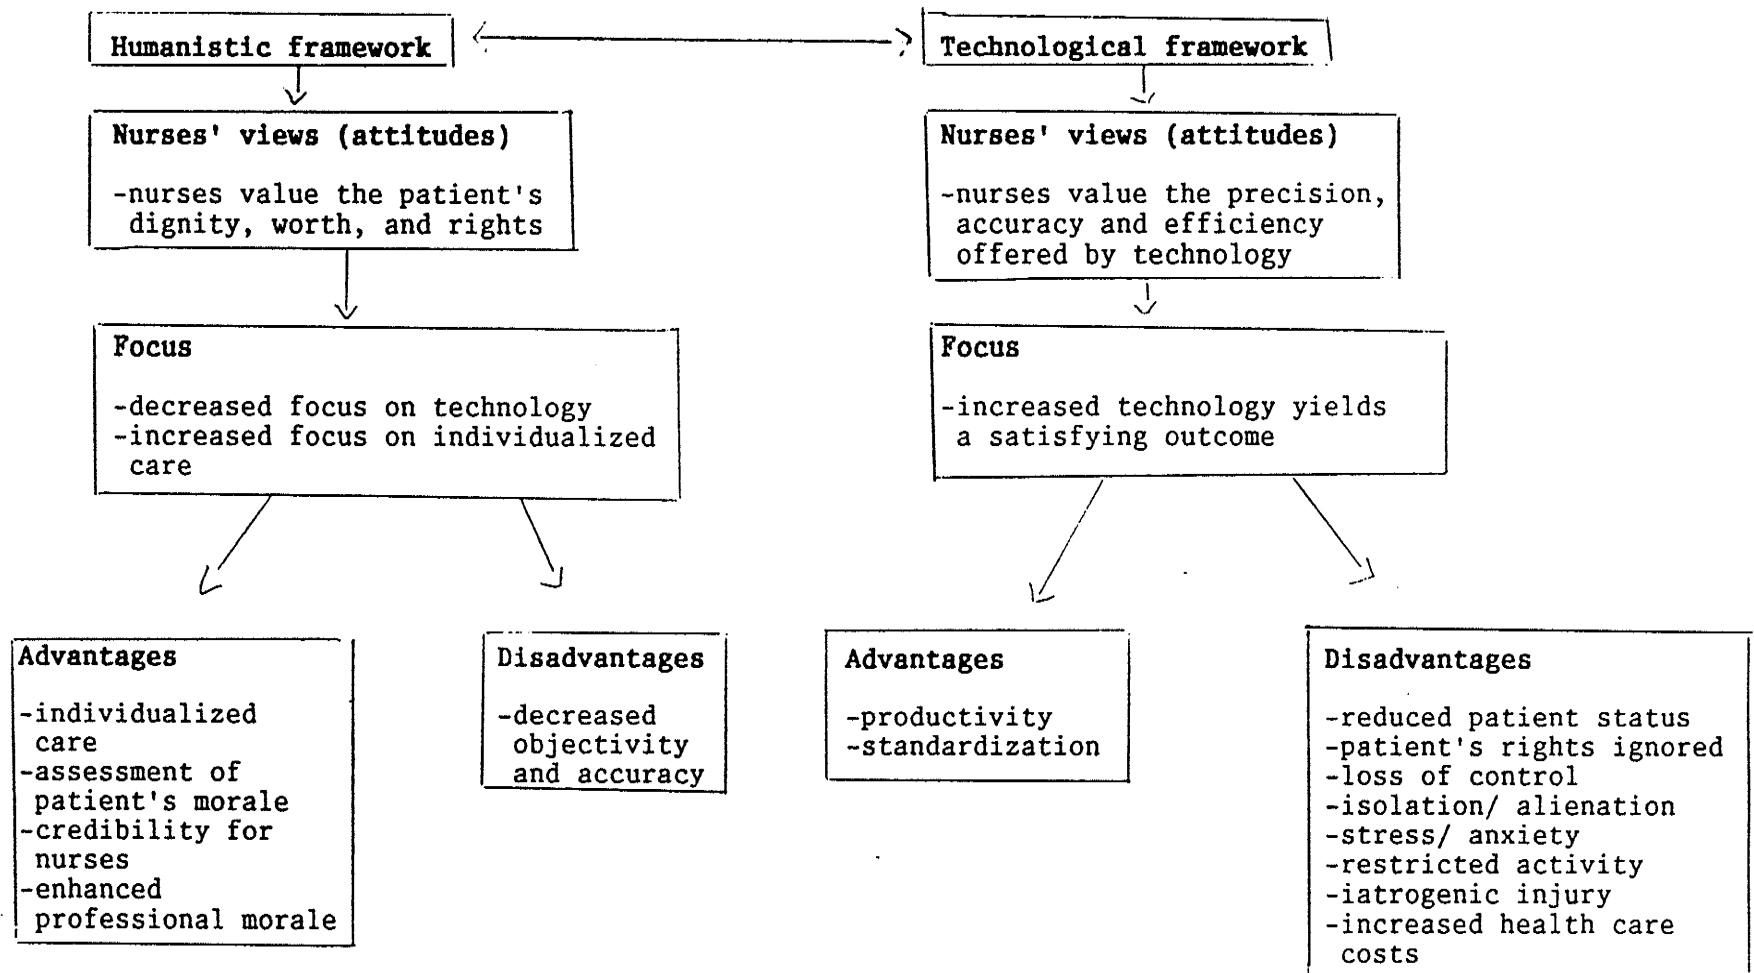 Humanistic framework
Technological framework
Nurses' views (attitudes)
-nurses value the patient's
dignity, worth, and rights
Nurses' views (attitudes)
-nurses value the precision,
accuracy and efficiency
offered by technology
Focus
-decreased focus on technology
-increased focus on individualized
care
Focus
-increased technology yields
a satisfying outcome
Advantages
-individualized
care
-assessment of
patient's morale
-credibility for
nurses
-enhanced
professional morale
Disadvantages
-decreased
objectivity
and accuracy
Advantages
-productivity
-standardization
Disadvantages
-reduced patient status
-patient's rights ignored
-loss of control
-isolation/ alienation
-stress/ anxiety
-restricted activity
-iatrogenic injury
-increased health care
costs